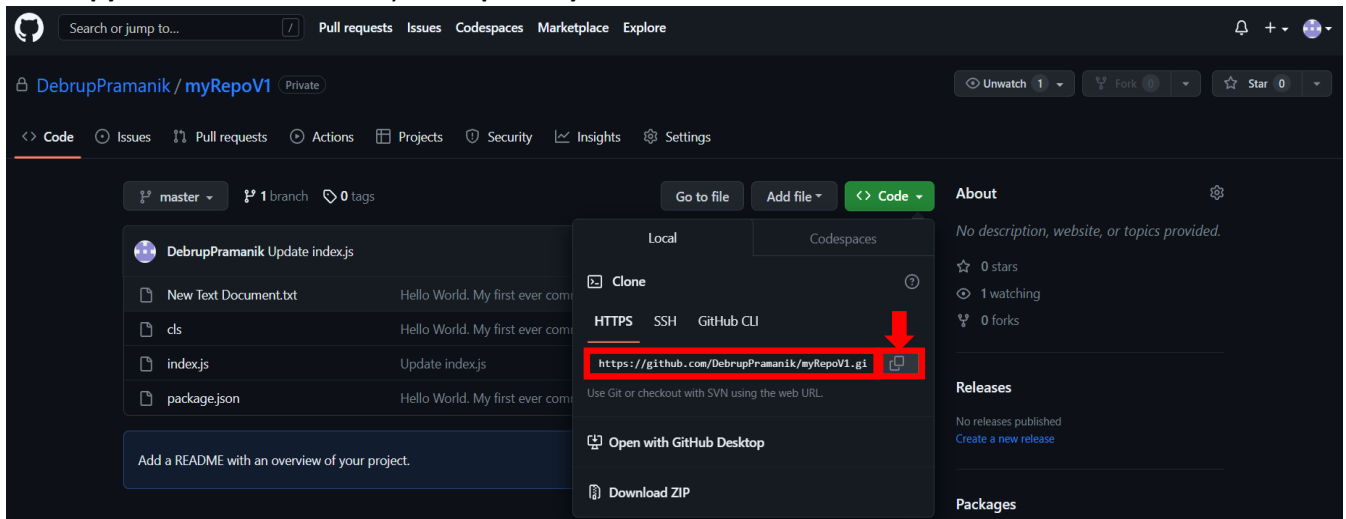 Search or jump to... / Pull requests Issues Codespaces Marketplace Explore
DebrupPramanik / myRepoV1 Private Unwatch 1 Fork 0 Star 0
Code Issues Pull requests Actions Projects Security Insights Settings
master 1 branch 0 tags Go to file Add file Code
DebrupPramanik Update index.js
New Text Document.txt Hello World. My first ever com
cls Hello World. My first ever com
index.js Update index.js
package.json Hello World. My first ever com
Add a README with an overview of your project.
Local Codespaces
Clone
HTTPS SSH GitHub CLI
https://github.com/DebrupPramanik/myRepoV1.gi
Use Git or checkout with SVN using the web URL.
Open with GitHub Desktop
Download ZIP
About
No description, website, or topics provided.
0 stars
1 watching
0 forks
Releases
No releases published
Create a new release
Packages